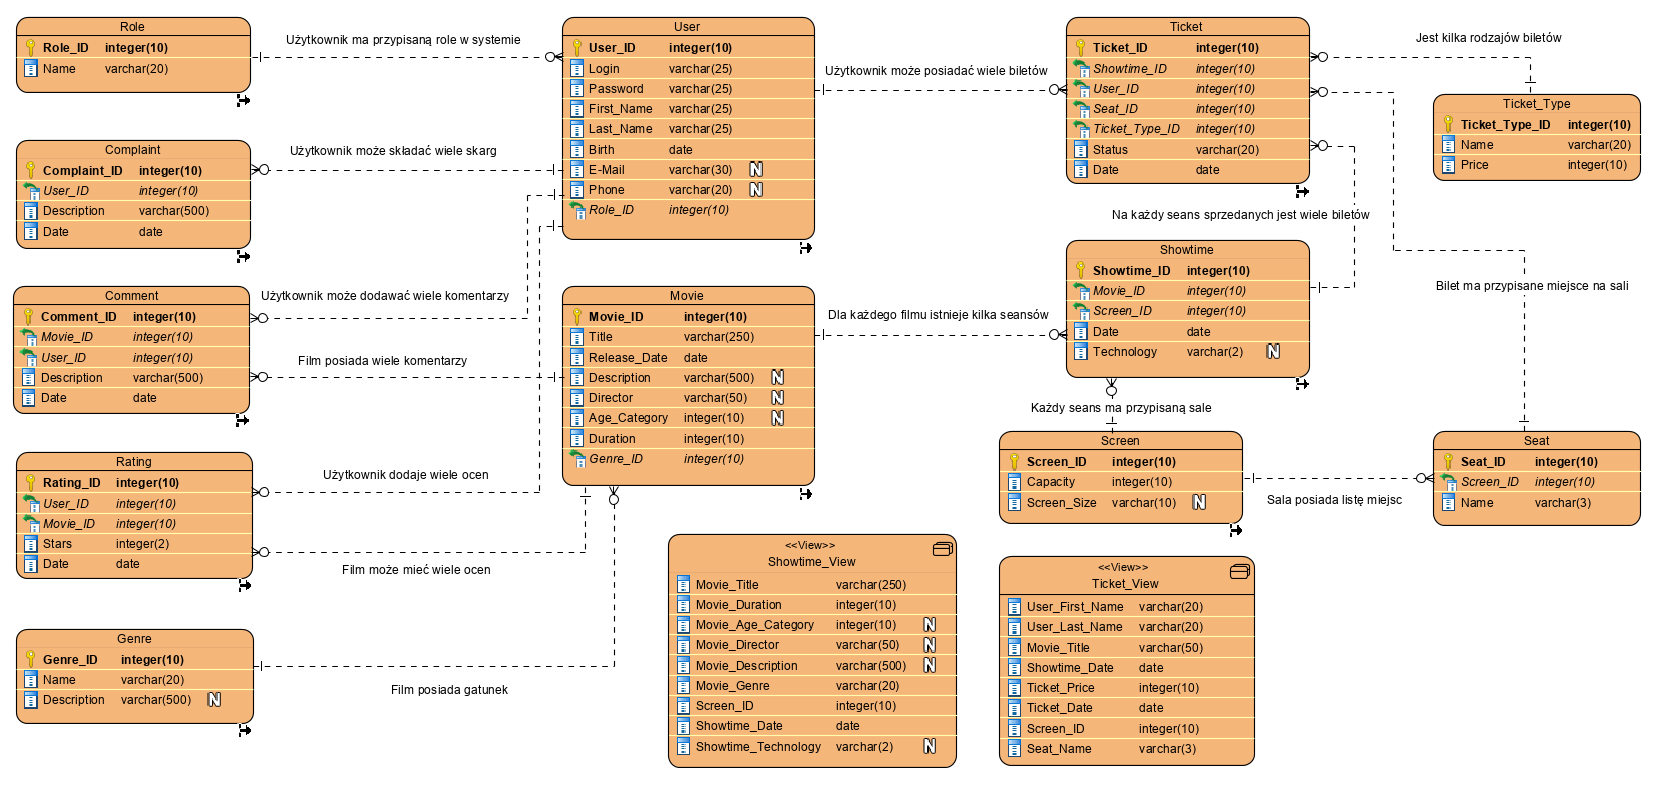 Role
Role_ID integer(10)
Name varchar(20)
Użytkownik ma przypisaną role w systemie
User
User_ID integer(10)
Login varchar(25)
Password varchar(25)
First_Name varchar(25)
Last_Name varchar(25)
Birth date
E-Mail varchar(30) N
Phone varchar(20) N
Role_ID integer(10)
Użytkownik może posiadać wiele biletów
Ticket
Ticket_ID integer(10)
Showtime_ID integer(10)
User_ID integer(10)
Seat_ID integer(10)
Ticket_Type_ID integer(10)
Status varchar(20)
Date date
Jest kilka rodzajów biletów
Ticket_Type
Ticket_Type_ID integer(10)
Name varchar(20)
Price integer(10)
Complaint
Complaint_ID integer(10)
User_ID integer(10)
Description varchar(500)
Date date
Użytkownik może składać wiele skarg
Na każdy seans sprzedanych jest wiele biletów
Comment
Comment_ID integer(10)
Movie_ID integer(10)
User_ID integer(10)
Description varchar(500)
Date date
Użytkownik może dodawać wiele komentarzy
Film posiada wiele komentarzy
Movie
Movie_ID integer(10)
Title varchar(250)
Release_Date date
Description varchar(500) N
Director varchar(50) N
Age_Category integer(10) N
Duration integer(10)
Genre_ID integer(10)
Dla każdego filmu istnieje kilka seansów
Showtime
Showtime_ID integer(10)
Movie_ID integer(10)
Screen_ID integer(10)
Date date
Technology varchar(2) N
Bilet ma przypisane miejsce na sali
Każdy seans ma przypisaną sale
Rating
Rating_ID integer(10)
User_ID integer(10)
Movie_ID integer(10)
Stars integer(2)
Date date
Użytkownik dodaje wiele ocen
Film może mieć wiele ocen
Screen
Screen_ID integer(10)
Capacity integer(10)
Screen_Size varchar(10) N
Sala posiada listę miejsc
Seat
Seat_ID integer(10)
Screen_ID integer(10)
Name varchar(3)
Genre
Genre_ID integer(10)
Name varchar(20)
Description varchar(500) N
Film posiada gatunek
<<View>>
Showtime_View
Movie_Title varchar(250)
Movie_Duration integer(10)
Movie_Age_Category integer(10) N
Movie_Director varchar(50) N
Movie_Description varchar(500) N
Movie_Genre varchar(20)
Screen_ID integer(10)
Showtime_Date date
Showtime_Technology varchar(2) N
<<View>>
Ticket_View
User_First_Name varchar(20)
User_Last_Name varchar(20)
Movie_Title varchar(50)
Showtime_Date date
Ticket_Price integer(10)
Ticket_Date date
Screen_ID integer(10)
Seat_Name varchar(3)